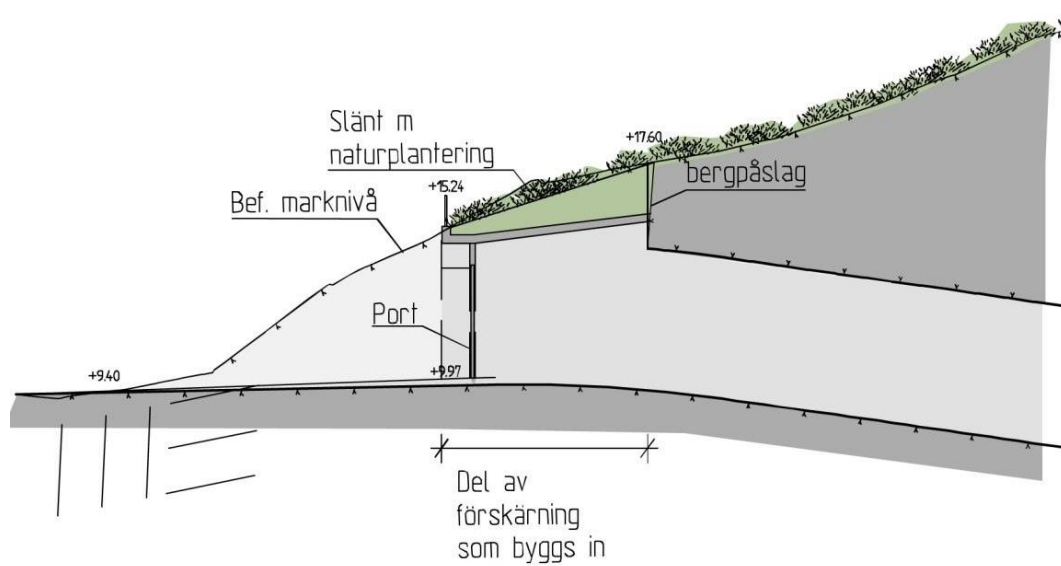 Slänt m
naturplantering
+17.60
bergpåslag
+15.24
Bef. marknivå
Port
+9.40
+9.97
Del av
förskärning
som byggs in